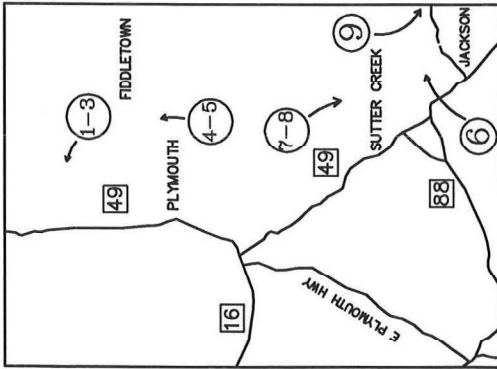 1-3
FIDDLETOWN
49
PLYMOUTH
4-5
7-8
49
SUTTER CREEK
9
JACKSON
6
88
16
E PLYMOUTH HWY